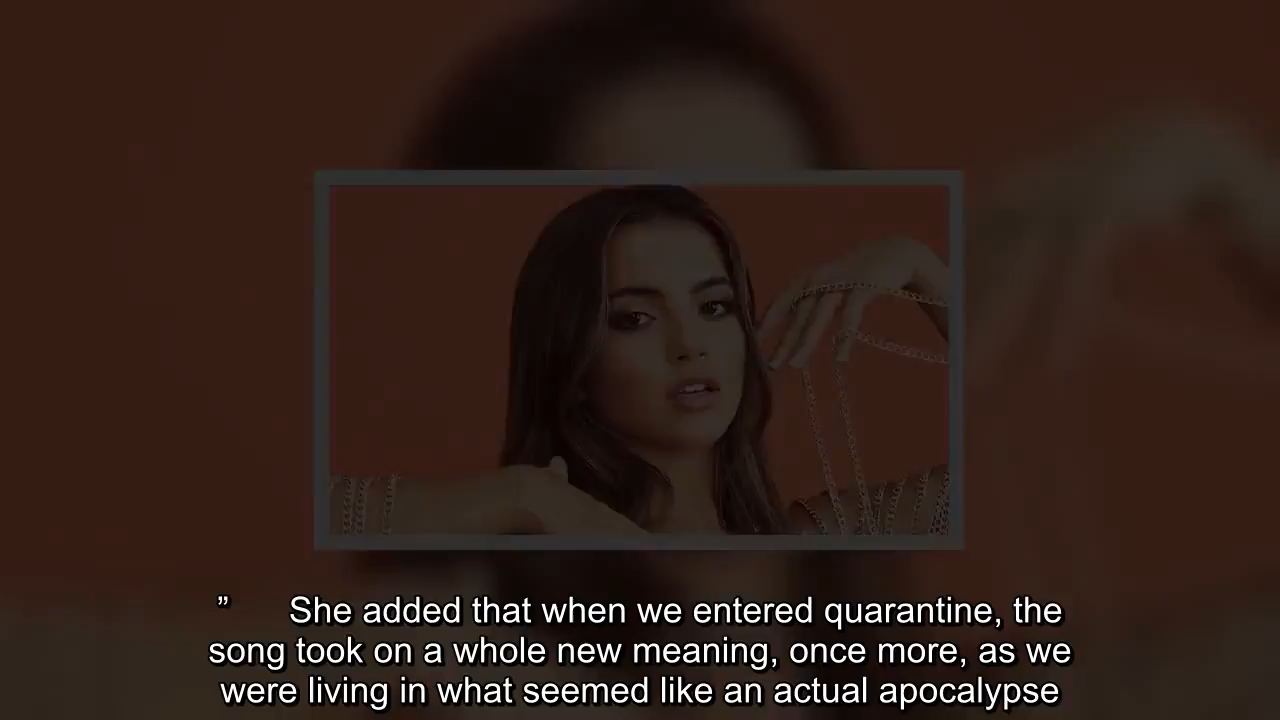 ” She added that when we entered quarantine, the
song took on a whole new meaning, once more, as we
were living in what seemed like an actual apocalypse